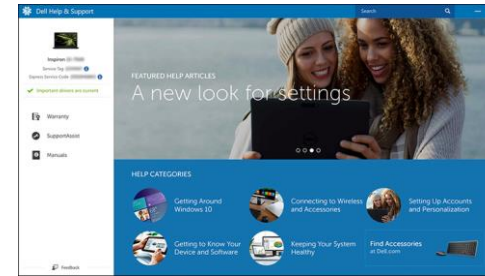 Dell Help & Support
Search
Inspiron
Service Tag
Express Service Code
Important drivers are current
Warranty
SupportAssist
Manuals
Feedback
FEATURED HELP ARTICLES
A new look for settings
HELP CATEGORIES
Getting Around
Windows 10
Connecting to Wireless
and Accessories
Setting Up Accounts
and Personalization
Getting to Know Your
Device and Software
Keeping Your System
Healthy
Find Accessories
at Dell.com